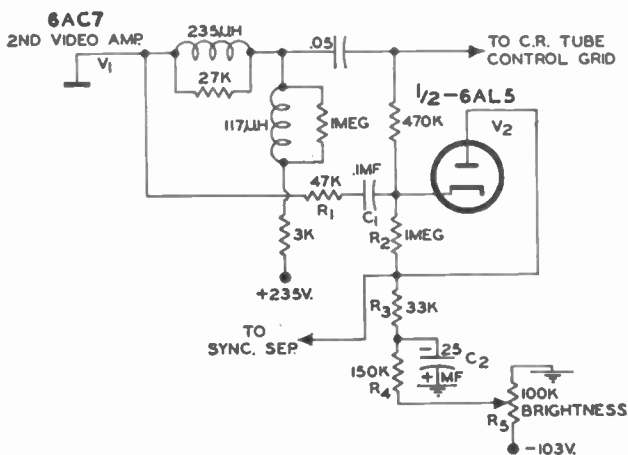 6AC7
2ND VIDEO AMP.
V1
235µH
27K
.05
TO C.R. TUBE
CONTROL GRID
1/2-6AL5
V2
117µH
1MEG
470K
47K
R1
.1MF
C1
R2
1MEG
3K
+235V.
R3
33K
TO
SYNC. SEP.
- 25
C2
+ MF
150K
R4
100K
BRIGHTNESS
R5
-103V.